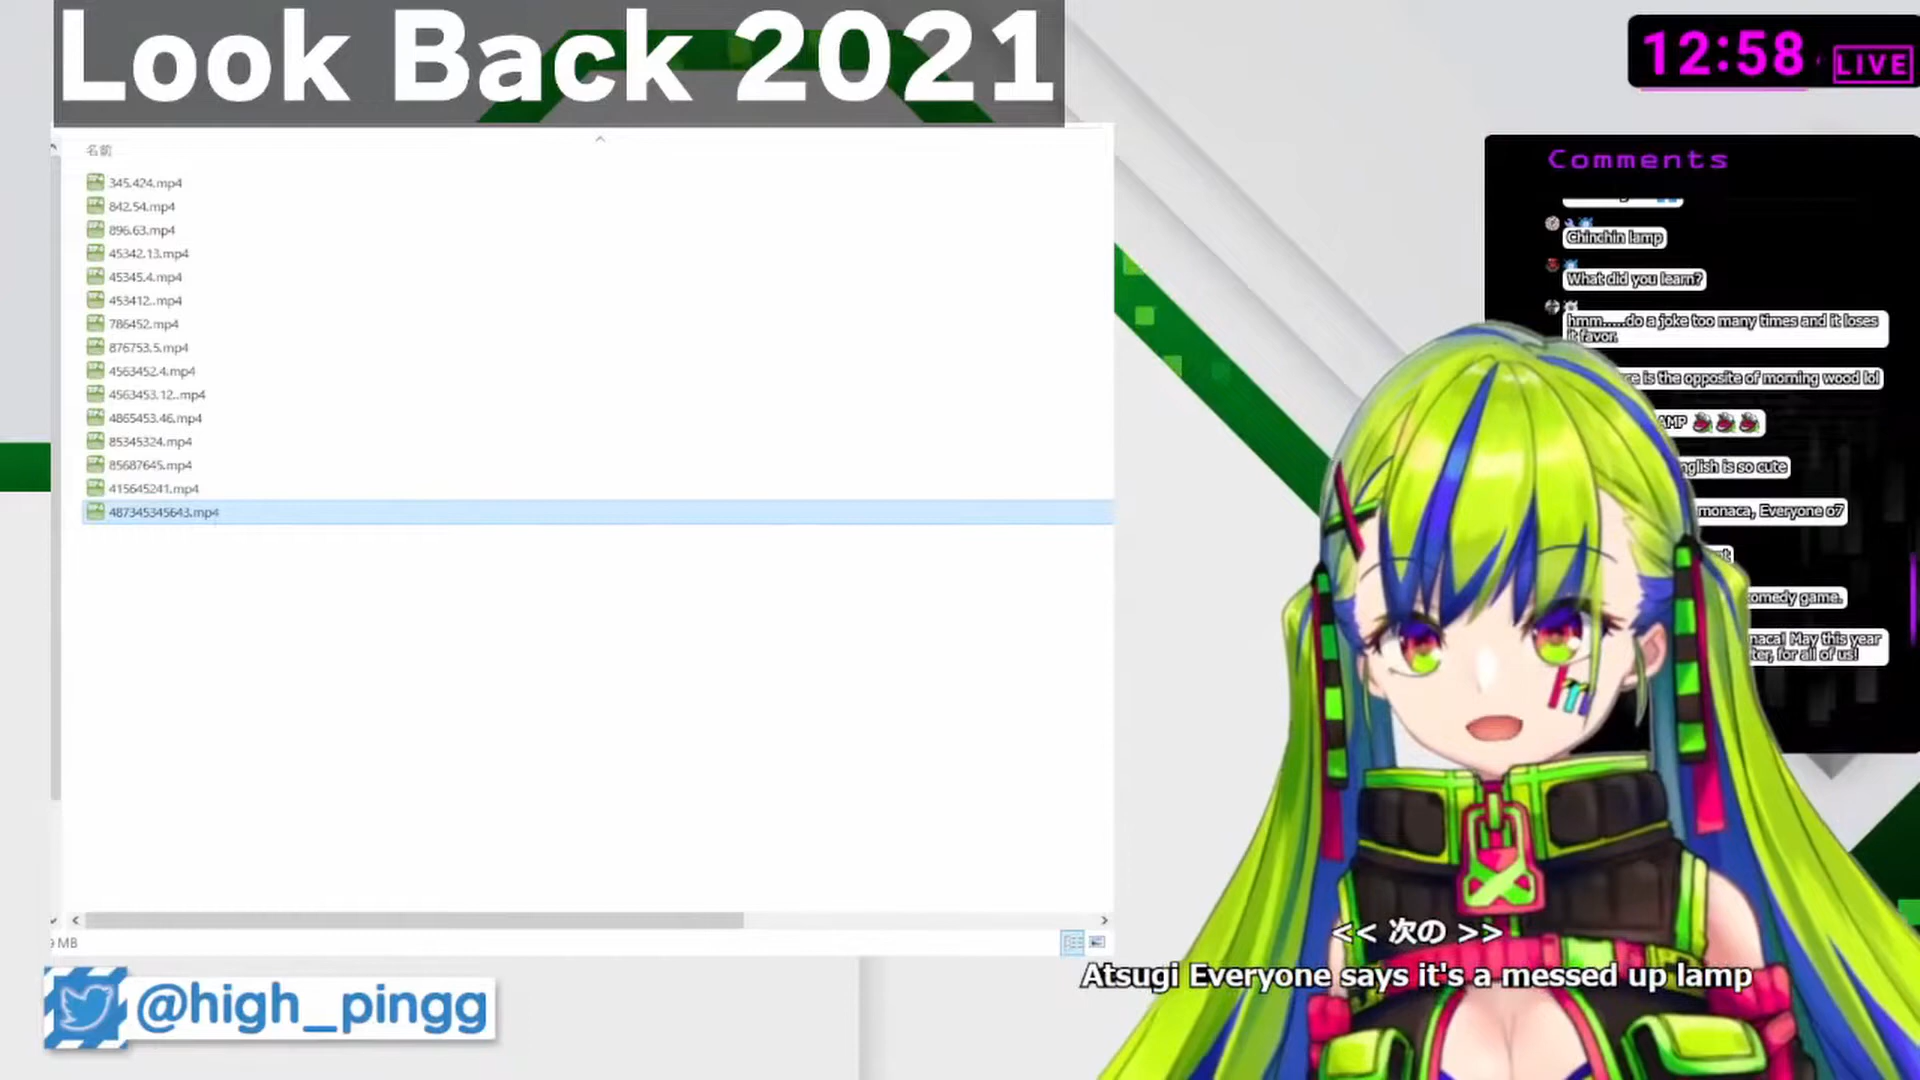 Look Back 2021
12:58 LIVE
Comments
Chinchin lamp
What did you learn?
hmm.....do a joke too many times and it loses
it favor.
is the opposite of morning wood lol
is so cute
monaca, Everyone o7
game.
May this year
for all of us!
名前
345.424.mp4
842.54.mp4
896.63.mp4
45342.13.mp4
45345.4.mp4
453412..mp4
786452.mp4
876753.5.mp4
4563452.4.mp4
4563453.12..mp4
4865453.46.mp4
85345324.mp4
85687645.mp4
415645241.mp4
487345345643.mp4
MB
@high_pingg
<< 次の >>
Atsugi Everyone says it's a messed up lamp